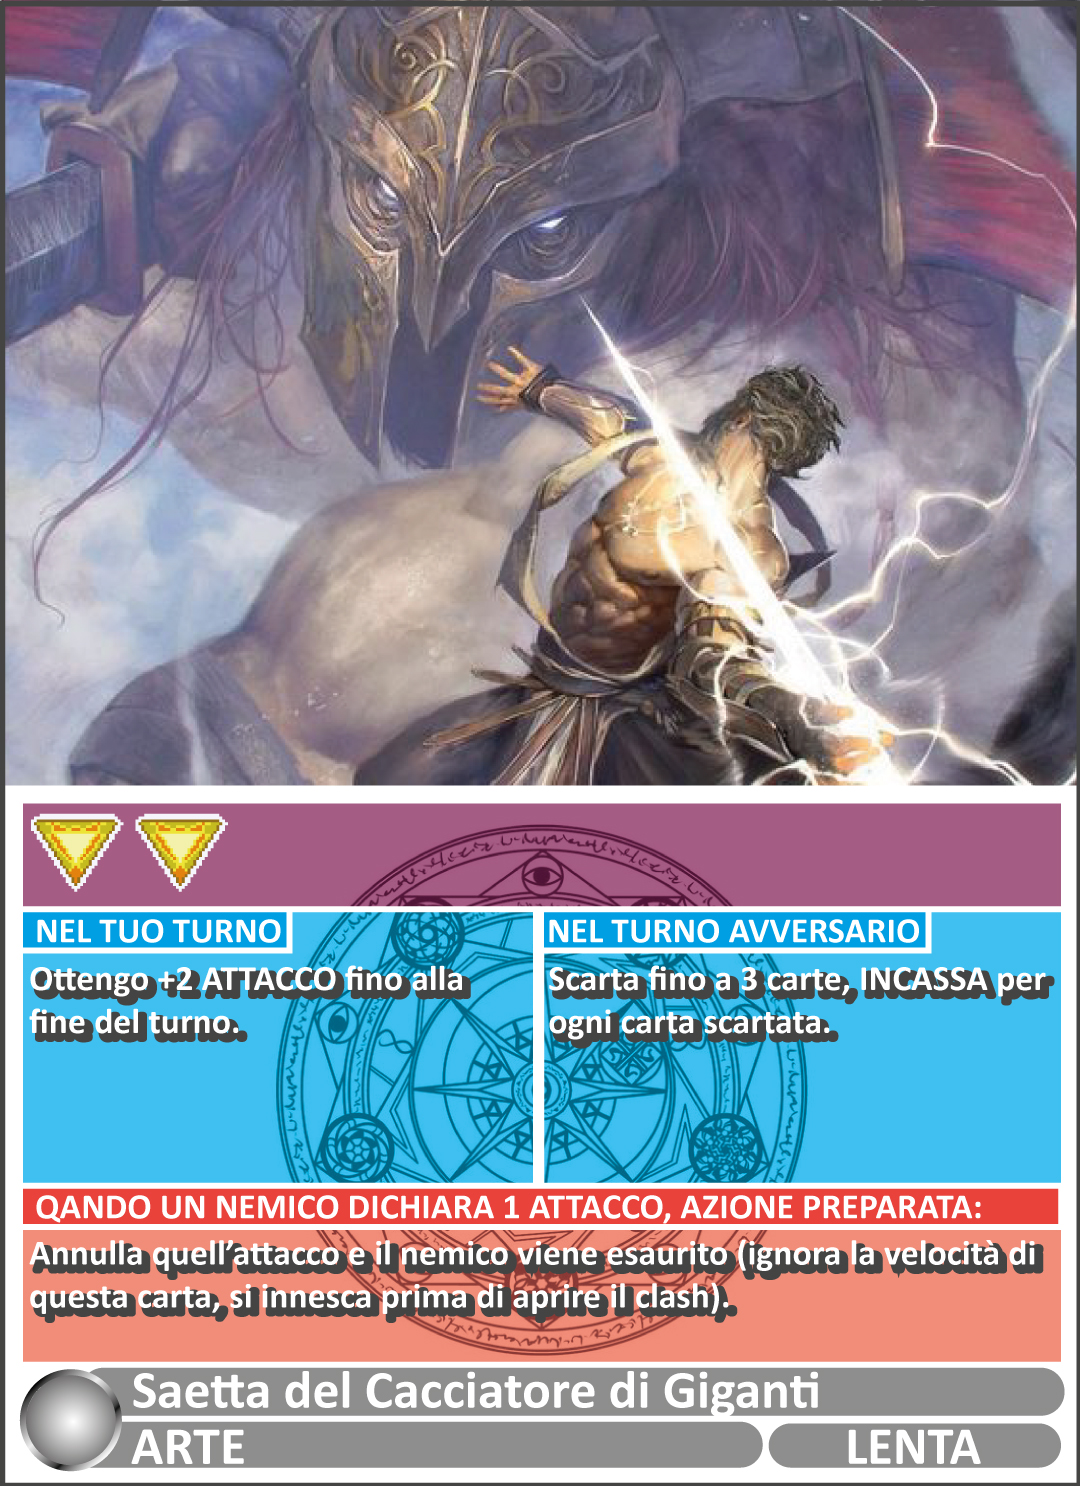 NEL TUO TURNO
Ottengo +2 ATTACCO fino alla
fine del turno.
NEL TURNO AVVERSARIO
Scarta fino a 3 carte, INCASSA per
ogni carta scartata.
QANDO UN NEMICO DICHIARA 1 ATTACCO, AZIONE PREPARATA:
Annulla quell’attacco e il nemico viene esaurito (ignora la velocità di
questa carta, si innesca prima di aprire il clash).
Saetta del Cacciatore di Giganti
ARTE
LENTA